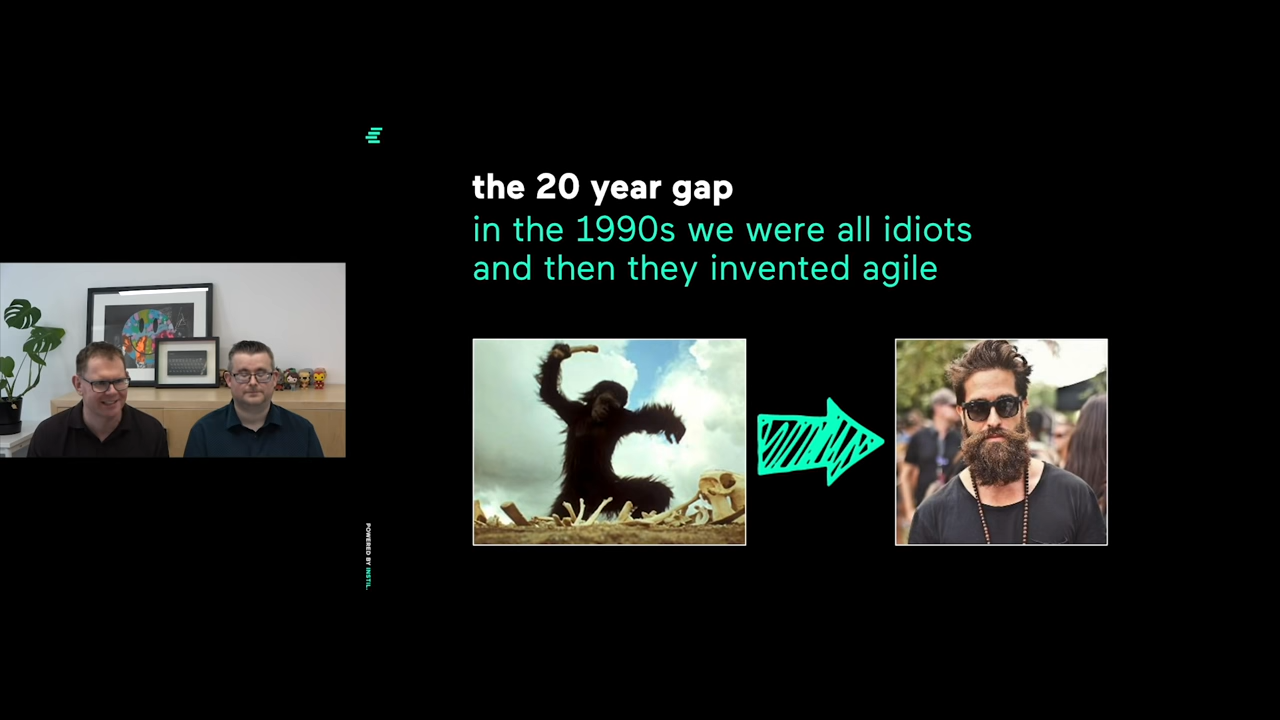 the 20 year gap
in the 1990s we were all idiots
and then they invented agile
POWERED BY INSTIL.